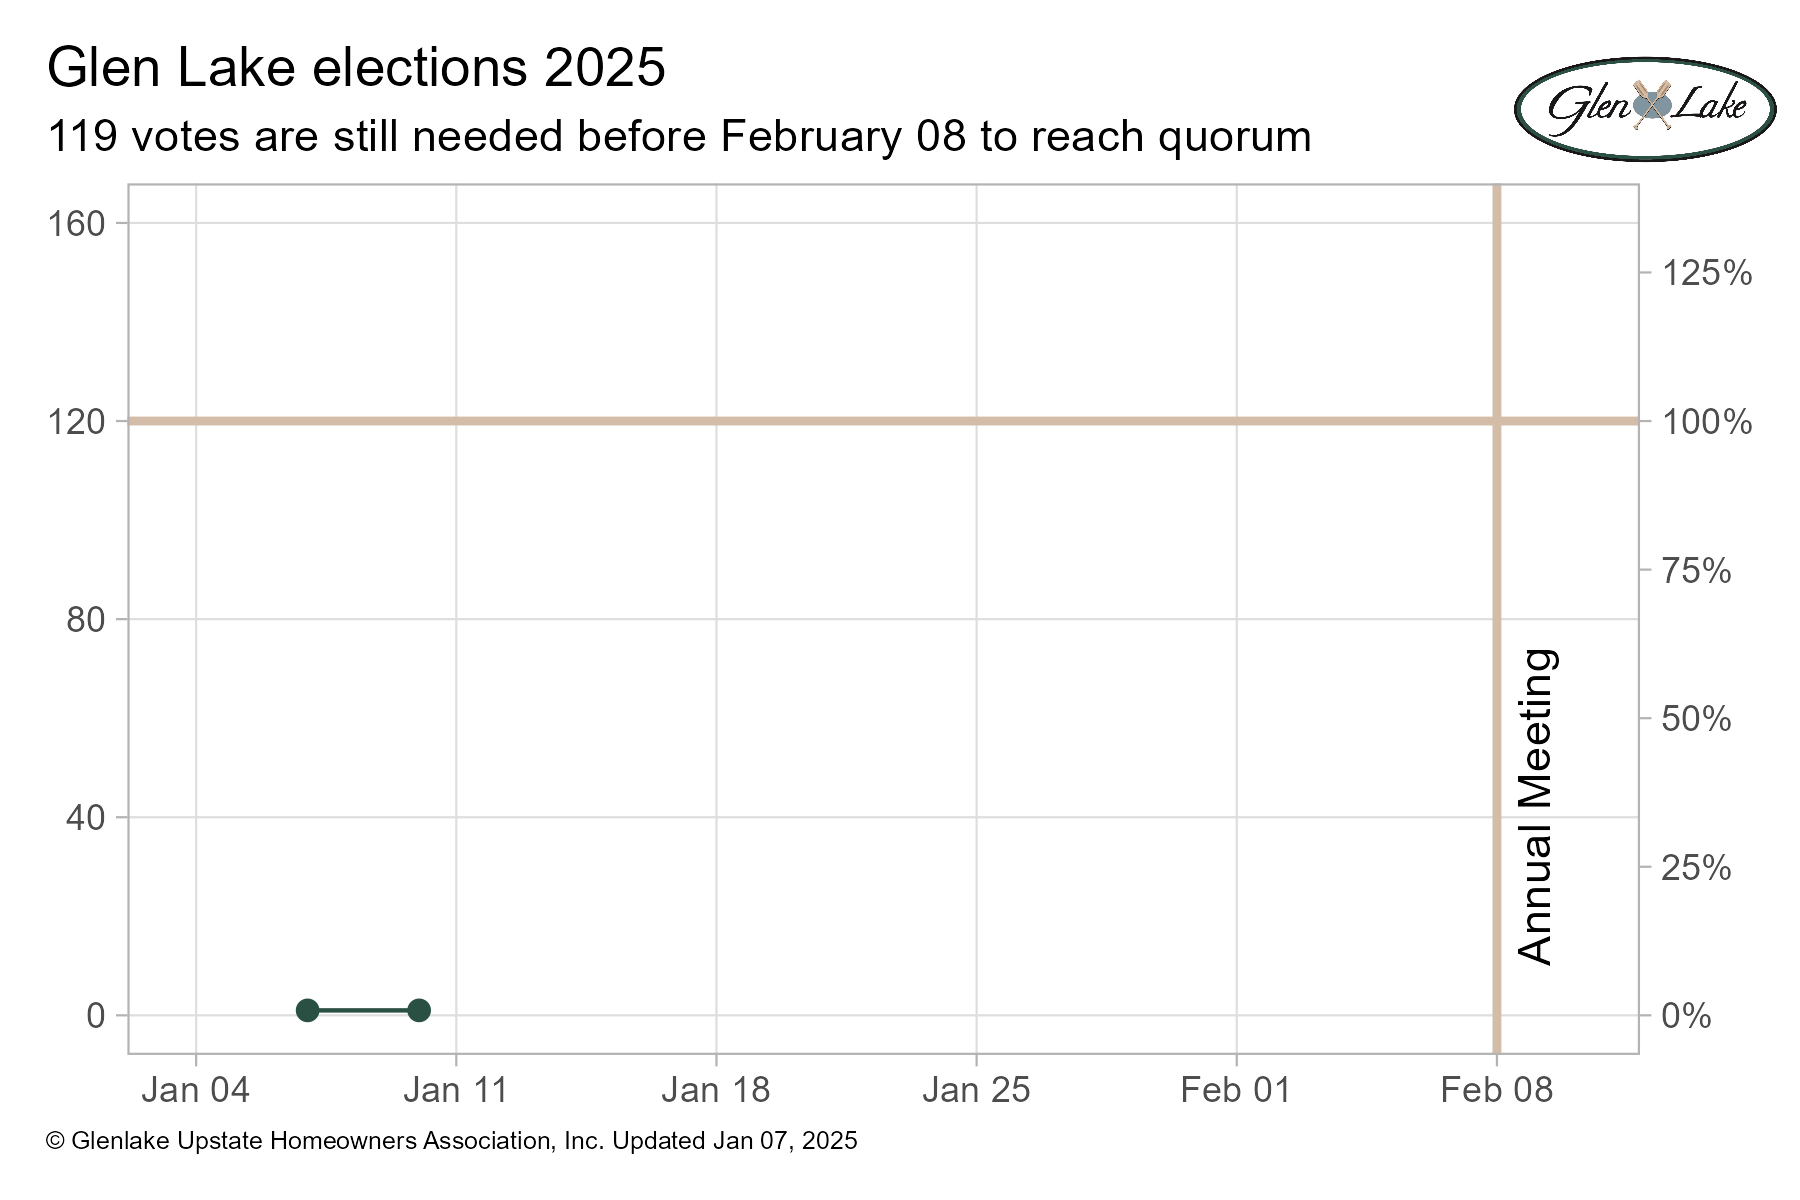 Glen Lake elections 2025
Glen Lake
119 votes are still needed before February 08 to reach quorum
160
125%
120
100%
80
75%
50%
40
25%
0
0%
Annual Meeting
Jan 04 Jan 11 Jan 18 Jan 25 Feb 01 Feb 08
© Glenlake Upstate Homeowners Association, Inc. Updated Jan 07, 2025